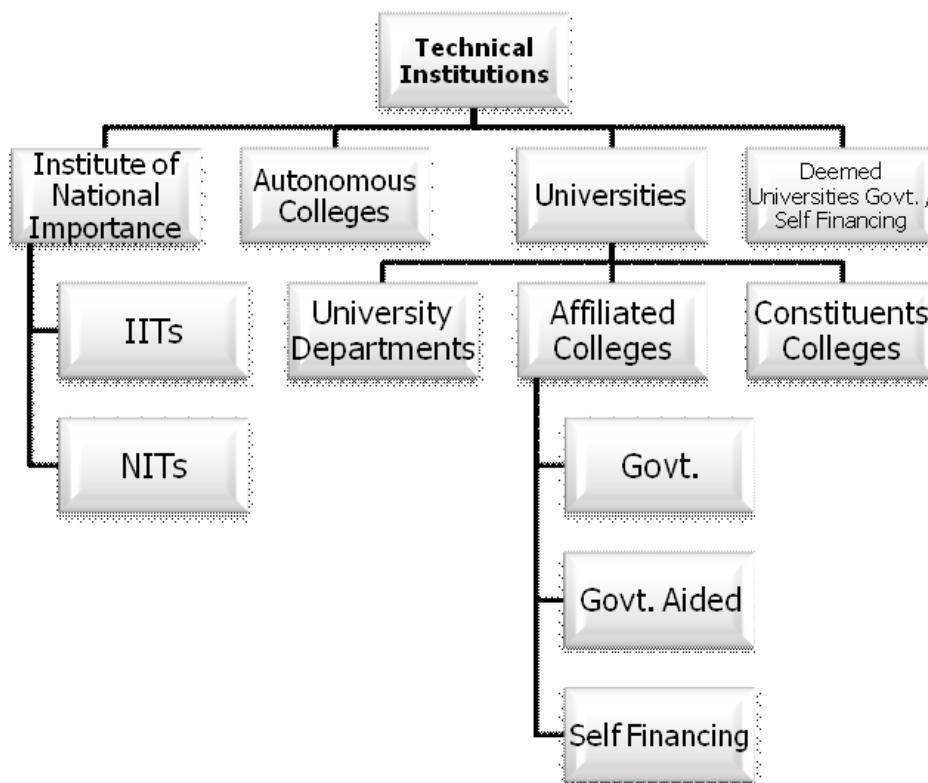 Technical
Institutions
Institute of
National
Importance
Autonomous
Colleges
Universities
Deemed
Universities Govt. /
Self Financing
IITs
NITs
University
Departments
Affiliated
Colleges
Constituents
Colleges
Govt.
Govt. Aided
Self Financing